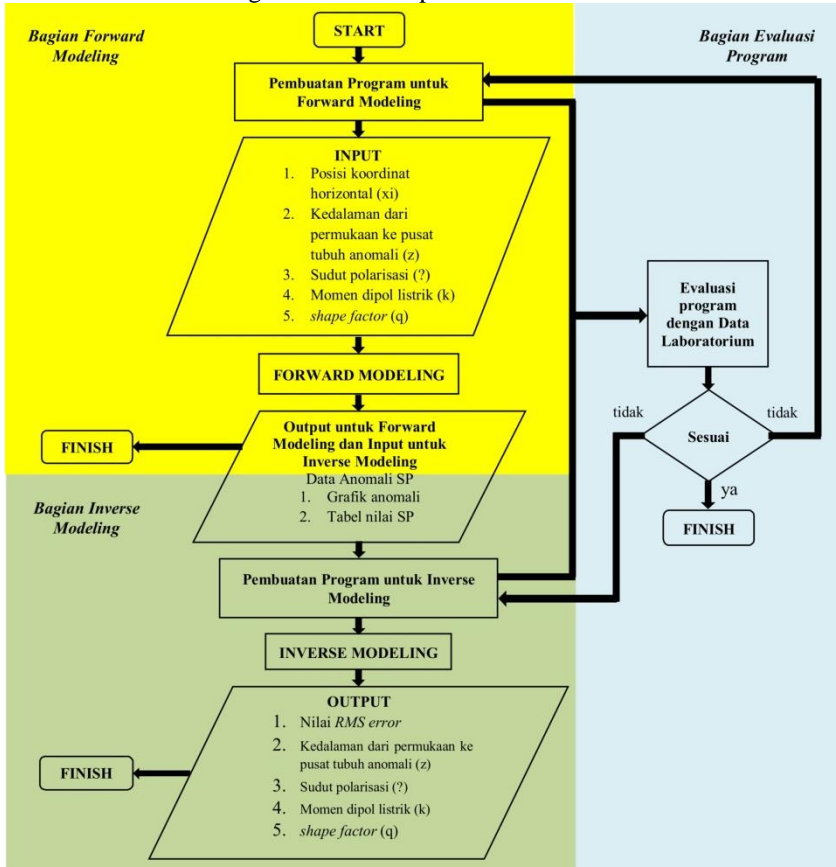 Bagian Forward
Modeling
START
Bagian Evaluasi
Program
Pembuatan Program untuk
Forward Modeling
INPUT
1. Posisi koordinat
horizontal (xi)
2. Kedalaman dari
permukaan ke pusat
tubuh anomali (z)
3. Sudut polarisasi (?)
4. Momen dipol listrik (k)
5. shape factor (q)
FORWARD MODELING
Output untuk Forward
Modeling dan Input untuk
Inverse Modeling
Data Anomali SP
1. Grafik anomali
2. Tabel nilai SP
FINISH
Evaluasi
program
dengan Data
Laboratorium
tidak
tidak
Sesuai
ya
FINISH
Bagian Inverse
Modeling
Pembuatan Program untuk Inverse
Modeling
INVERSE MODELING
OUTPUT
1. Nilai RMS error
2. Kedalaman dari permukaan ke
pusat tubuh anomali (z)
3. Sudut polarisasi (?)
4. Momen dipol listrik (k)
5. shape factor (q)
FINISH